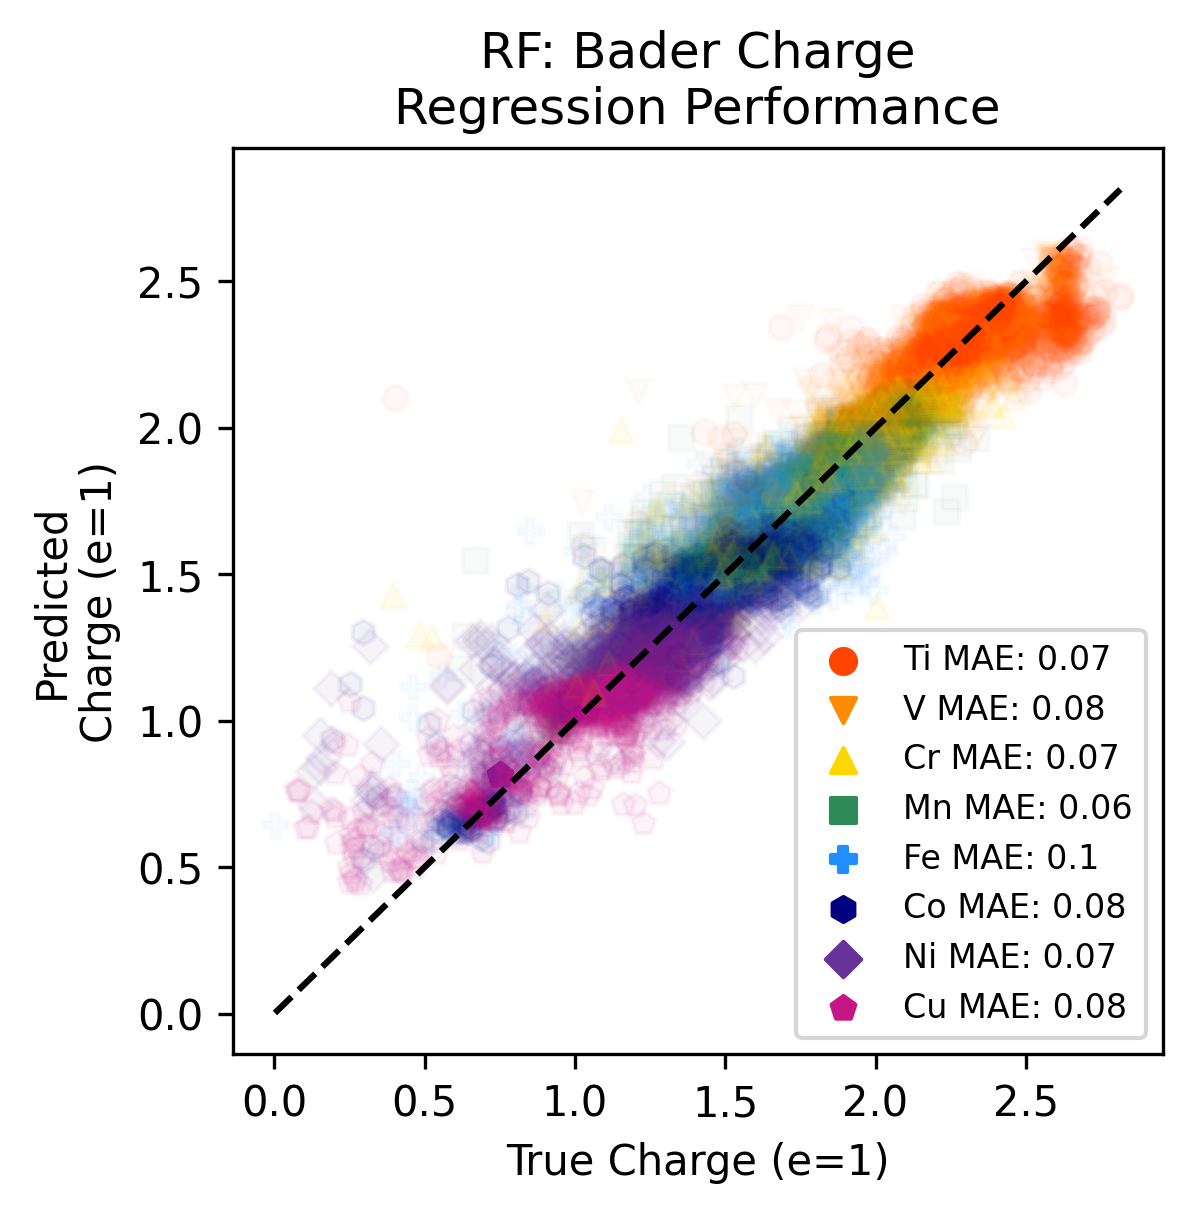 RF: Bader Charge
Regression Performance
Predicted
Charge (e=1)
2.5
2.0
1.5
1.0
0.5
0.0
Ti MAE: 0.07
V MAE: 0.08
Cr MAE: 0.07
Mn MAE: 0.06
Fe MAE: 0.1
Co MAE: 0.08
Ni MAE: 0.07
Cu MAE: 0.08
0.0 0.5 1.0 1.5 2.0 2.5
True Charge (e=1)